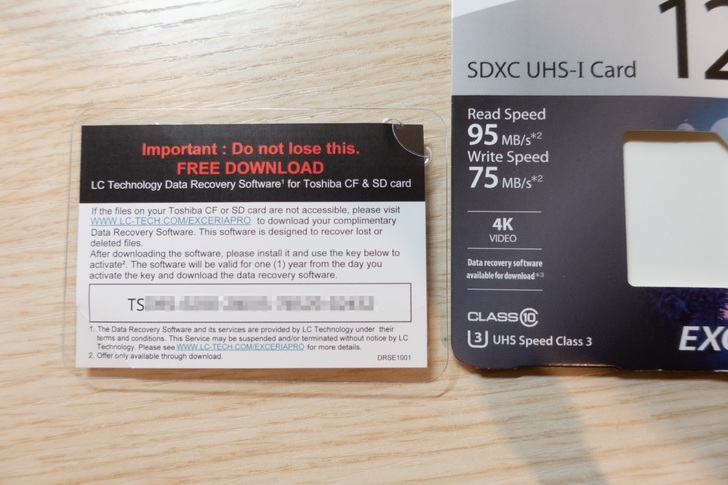 Important : Do not lose this.
FREE DOWNLOAD
LC Technology Data Recovery Software¹ for Toshiba CF & SD card
If the files on your Toshiba CF or SD card are not accessible, please visit
WWW.LC-TECH.COM/EXCERIAPRO to download your complimentary
Data Recovery Software. This software is designed to recover lost or
deleted files.
After downloading the software, please install it and use the key below to
activate². The software will be valid for one (1) year from the day you
activate the key and download the data recovery software.
TS
1. The Data Recovery Software and its services are provided by LC Technology under their
terms and conditions. This Service may be suspended and/or terminated without notice by LC
Technology. Please see WWW.LC-TECH.COM/EXCERIAPRO for more details.
2. Offer only available through download.
DRSE1001
12
SDXC UHS-I Card
Read Speed
95 MB/s*2
Write Speed
75 MB/s*2
4K
VIDEO
Data recovery software
available for download*3
CLASS 10
3 UHS Speed Class 3
EXC